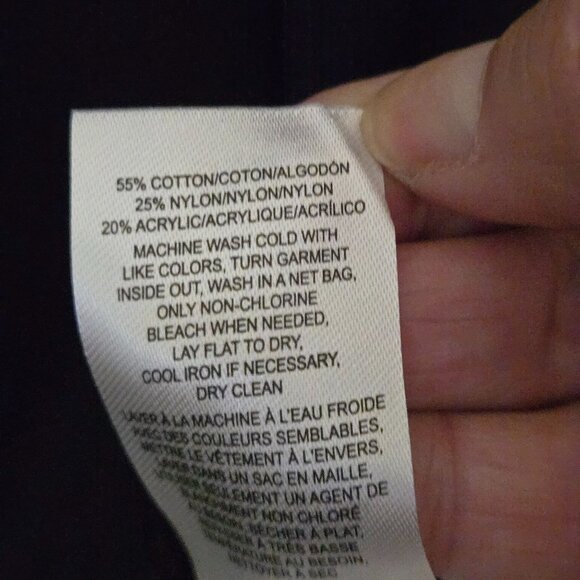 55% COTTON/COTON/ALGODÓN
25% NYLON/NYLON/NYLON
20% ACRYLIC/ACRYLIQUE/ACRÍLICO
MACHINE WASH COLD WITH
LIKE COLORS, TURN GARMENT
INSIDE OUT, WASH IN A NET BAG,
ONLY NON-CHLORINE
BLEACH WHEN NEEDED,
LAY FLAT TO DRY,
COOL IRON IF NECESSARY,
DRY CLEAN
LAVER À LA MACHINE À L'EAU FROIDE
AVEC DES COULEURS SEMBLABLES,
METTRE LE VÊTEMENT À L'ENVERS,
LAVER DANS UN SAC EN MAILLE,
SEULEMENT UN AGENT DE
NON CHLORÉ
SÉCHER À PLAT,
À TRÈS BASSE
AU BESOIN,
NETTOYER À SEC